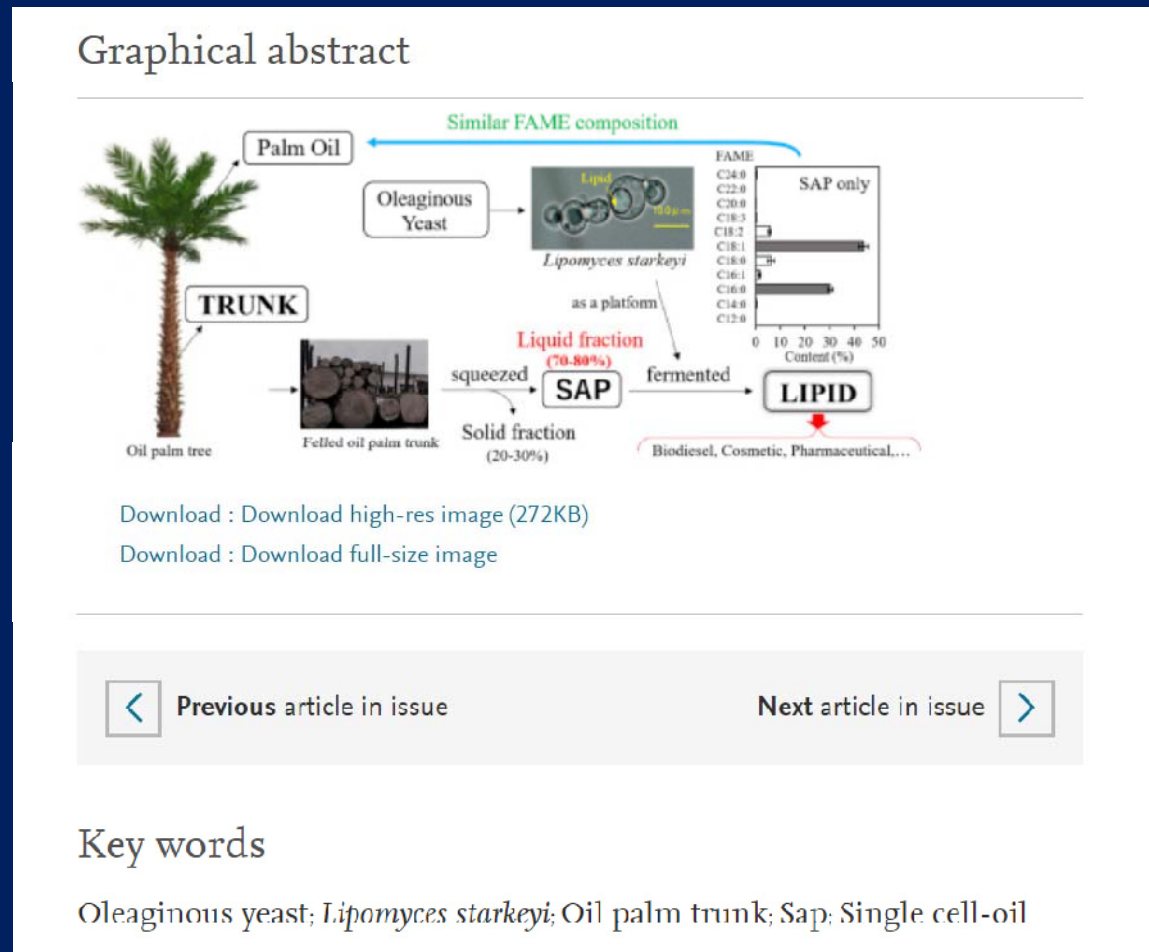 Graphical abstract
Similar FAME composition
Palm Oil
Oleaginous
Yeast
Lipid
10.0 μm
Lipomyces starkeyi
as a platform
FAME
SAP only
C24:0
C22:0
C20:0
C18:3
C18:2
C18:1
C18:0
C16:1
C16:0
C14:0
C12:0
0 10 20 30 40 50
Content (%)
TRUNK
Liquid fraction
(70-80%)
squeezed
SAP
fermented
LIPID
Solid fraction
(20-30%)
Oil palm tree
Felled oil palm trunk
Biodiesel, Cosmetic, Pharmaceutical,...
Download : Download high-res image (272KB)
Download : Download full-size image
Previous article in issue
Next article in issue
Key words
Oleaginous yeast; Lipomyces starkeyi; Oil palm trunk; Sap; Single cell-oil